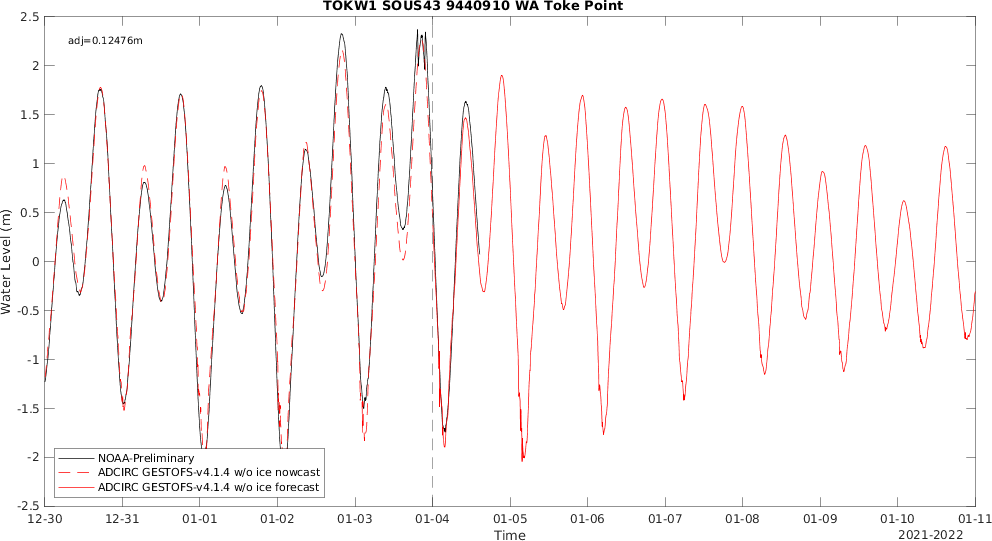 TOKW1 SOUS43 9440910 WA Toke Point
adj=0.12476m
2.5
2
1.5
1
0.5
0
-0.5
-1
-1.5
-2
-2.5
Water Level (m)
NOAA-Preliminary
ADCIRC GESTOFS-v4.1.4 w/o ice nowcast
ADCIRC GESTOFS-v4.1.4 w/o ice forecast
12-30 12-31 01-01 01-02 01-03 01-04 01-05 01-06 01-07 01-08 01-09 01-10 01-11
Time
2021-2022